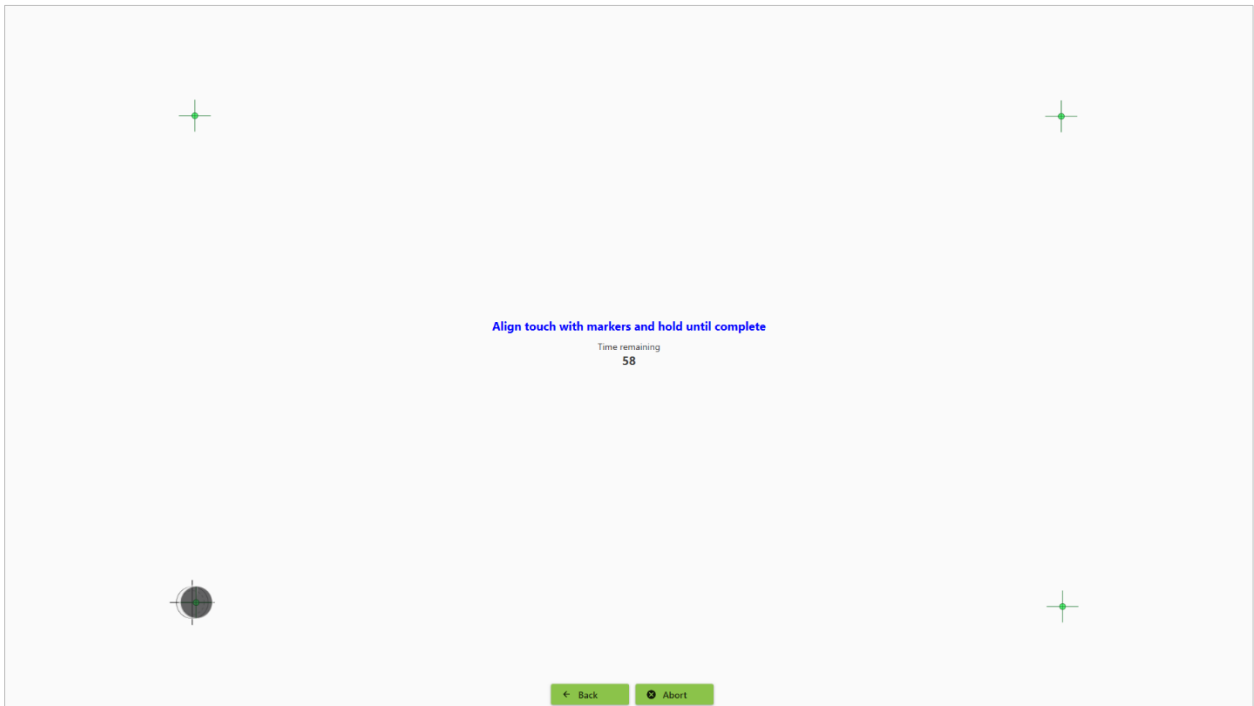 Align touch with markers and hold until complete
Time remaining
58
Back
Abort